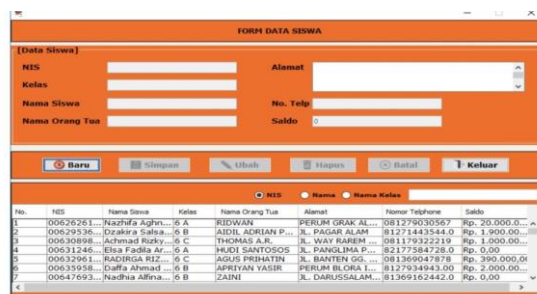 FORM DATA SISWA
[Data Siswa]
NIS
Alamat
Kelas
Nama Siswa
No. Telp
Nama Orang Tua
Saldo 0
Baru Simpan Ubah Hapus Batal Keluar
NIS Nama Nama Kelas
No. NIS Nama Siswa Kelas Nama Orang Tua Alamat Nomor Telphone Saldo
1 00626261... Nazhifa Aghn... 6 A RIDWAN PERUM GRAK AL... 081279030567 Rp. 20.000.0...
2 00629536... Dzakira Salsa... 6 B AIDIL ADRIAN P... JL. PAGAR ALAM 81271443544.0 Rp. 1,900.00...
3 00630898... Achmad Rizky... 6 C THOMAS A.R. JL. WAY RAREM ... 081179322219 Rp. 1.000.00...
4 00631246... Elsa Fadila Ar... 6 A HUDI SANTOSOS JL. PANGLIMA P... 82177584728.0 Rp. 0,00
5 00632961... RADIRGA RIZ... 6 C AGUS PRIHATIN JL. BANTEN GG. ... 081369047878 Rp. 390.000,00
6 00635958... Daffa Ahmad ... 6 B APRIYAN YASIR PERUM BLORA I... 8127934943.00 Rp. 2.000.00...
7 00647693... Nadhia Alfina... 6 B ZAINI JL. DARUSSALAM... 81369162442.0 Rp. 0,00